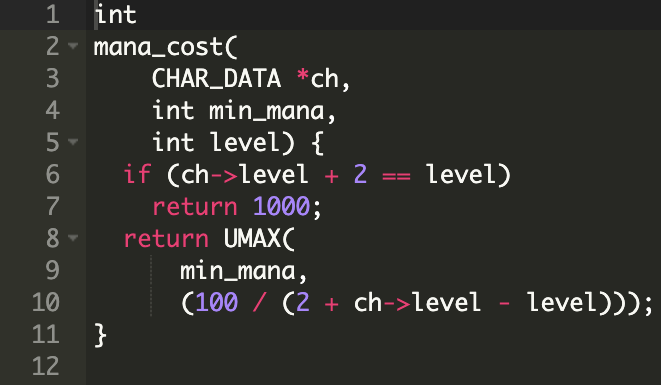 1 int
2 mana_cost(
3     CHAR_DATA *ch,
4     int min_mana,
5     int level) {
6   if (ch->level + 2 == level)
7     return 1000;
8   return UMAX(
9       min_mana,
10       (100 / (2 + ch->level - level)));
11 }
12